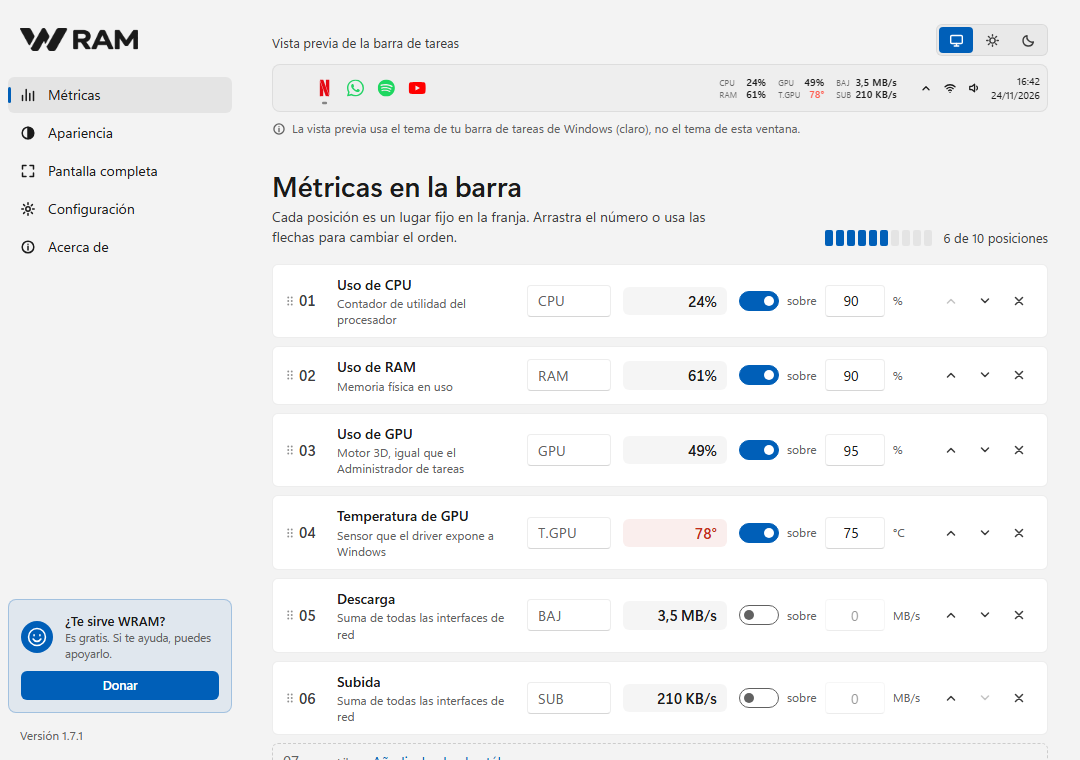 W RAM
Métricas
Apariencia
Pantalla completa
Configuración
Acerca de
¿Te sirve WRAM?
Es gratis. Si te ayuda, puedes
apoyarlo.
Donar
Versión 1.7.1
Vista previa de la barra de tareas
CPU 24% GPU 49% BAJ 3,5 MB/s
RAM 61% T.GPU 78° SUB 210 KB/s
16:42
24/11/2026
La vista previa usa el tema de tu barra de tareas de Windows (claro), no el tema de esta ventana.
Métricas en la barra
Cada posición es un lugar fijo en la franja. Arrastra el número o usa las
flechas para cambiar el orden.
6 de 10 posiciones
01 Uso de CPU
Contador de utilidad del
procesador
CPU 24% sobre 90 %
02 Uso de RAM
Memoria física en uso
RAM 61% sobre 90 %
03 Uso de GPU
Motor 3D, igual que el
Administrador de tareas
GPU 49% sobre 95 %
04 Temperatura de GPU
Sensor que el driver expone a
Windows
T.GPU 78° sobre 75 °C
05 Descarga
Suma de todas las interfaces de
red
BAJ 3,5 MB/s sobre 0 MB/s
06 Subida
Suma de todas las interfaces de
red
SUB 210 KB/s sobre 0 MB/s